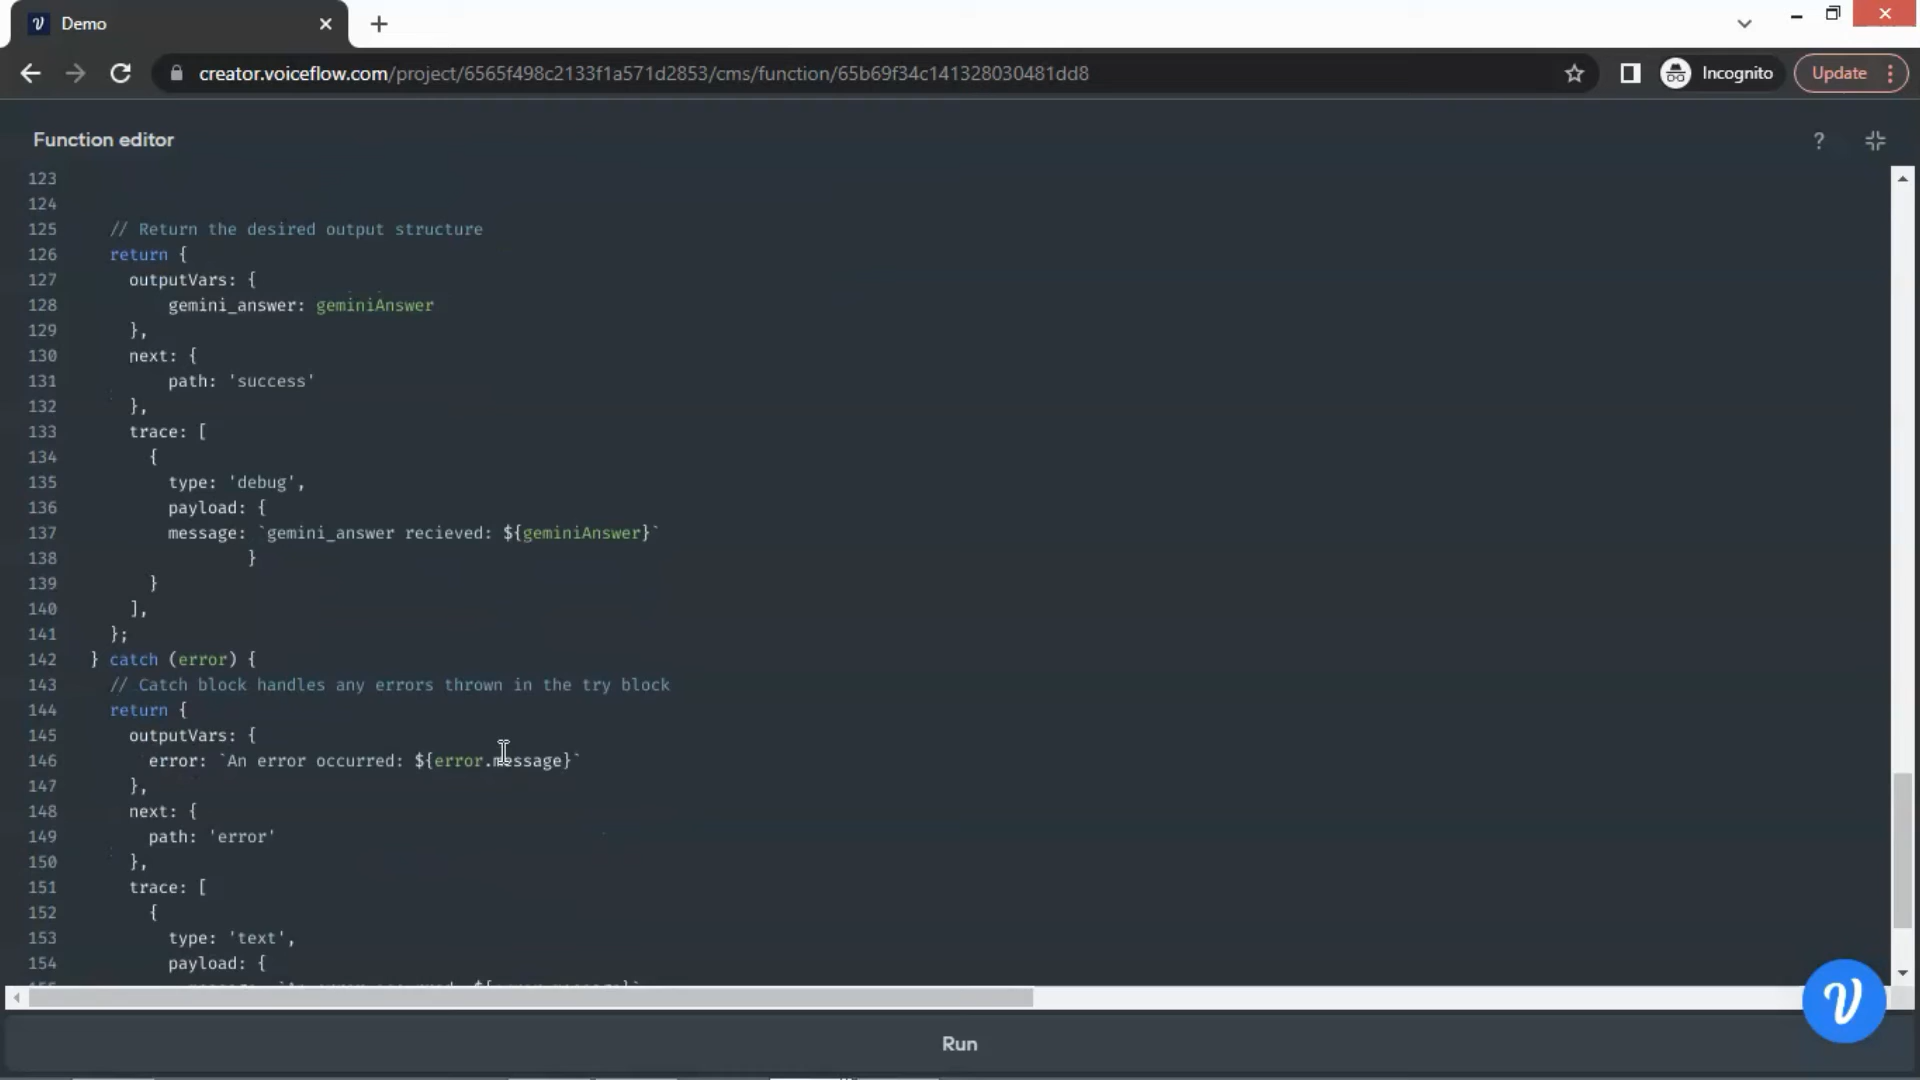 Demo
creator.voiceflow.com/project/6565f498c2133f1a571d2853/cms/function/65b69f34c141328030481dd8
Incognito
Update
Function editor
?
123
124
125 // Return the desired output structure
126 return {
127 outputVars: {
128 gemini_answer: geminiAnswer
129 },
130 next: {
131 path: 'success'
132 },
133 trace: [
134 {
135 type: 'debug',
136 payload: {
137 message: `gemini_answer recieved: ${geminiAnswer}`
138 }
139 }
140 ],
141 };
142 } catch (error) {
143 // Catch block handles any errors thrown in the try block
144 return {
145 outputVars: {
146 error: `An error occurred: ${error.message}`
147 },
148 next: {
149 path: 'error'
150 },
151 trace: [
152 {
153 type: 'text',
154 payload: {
Run